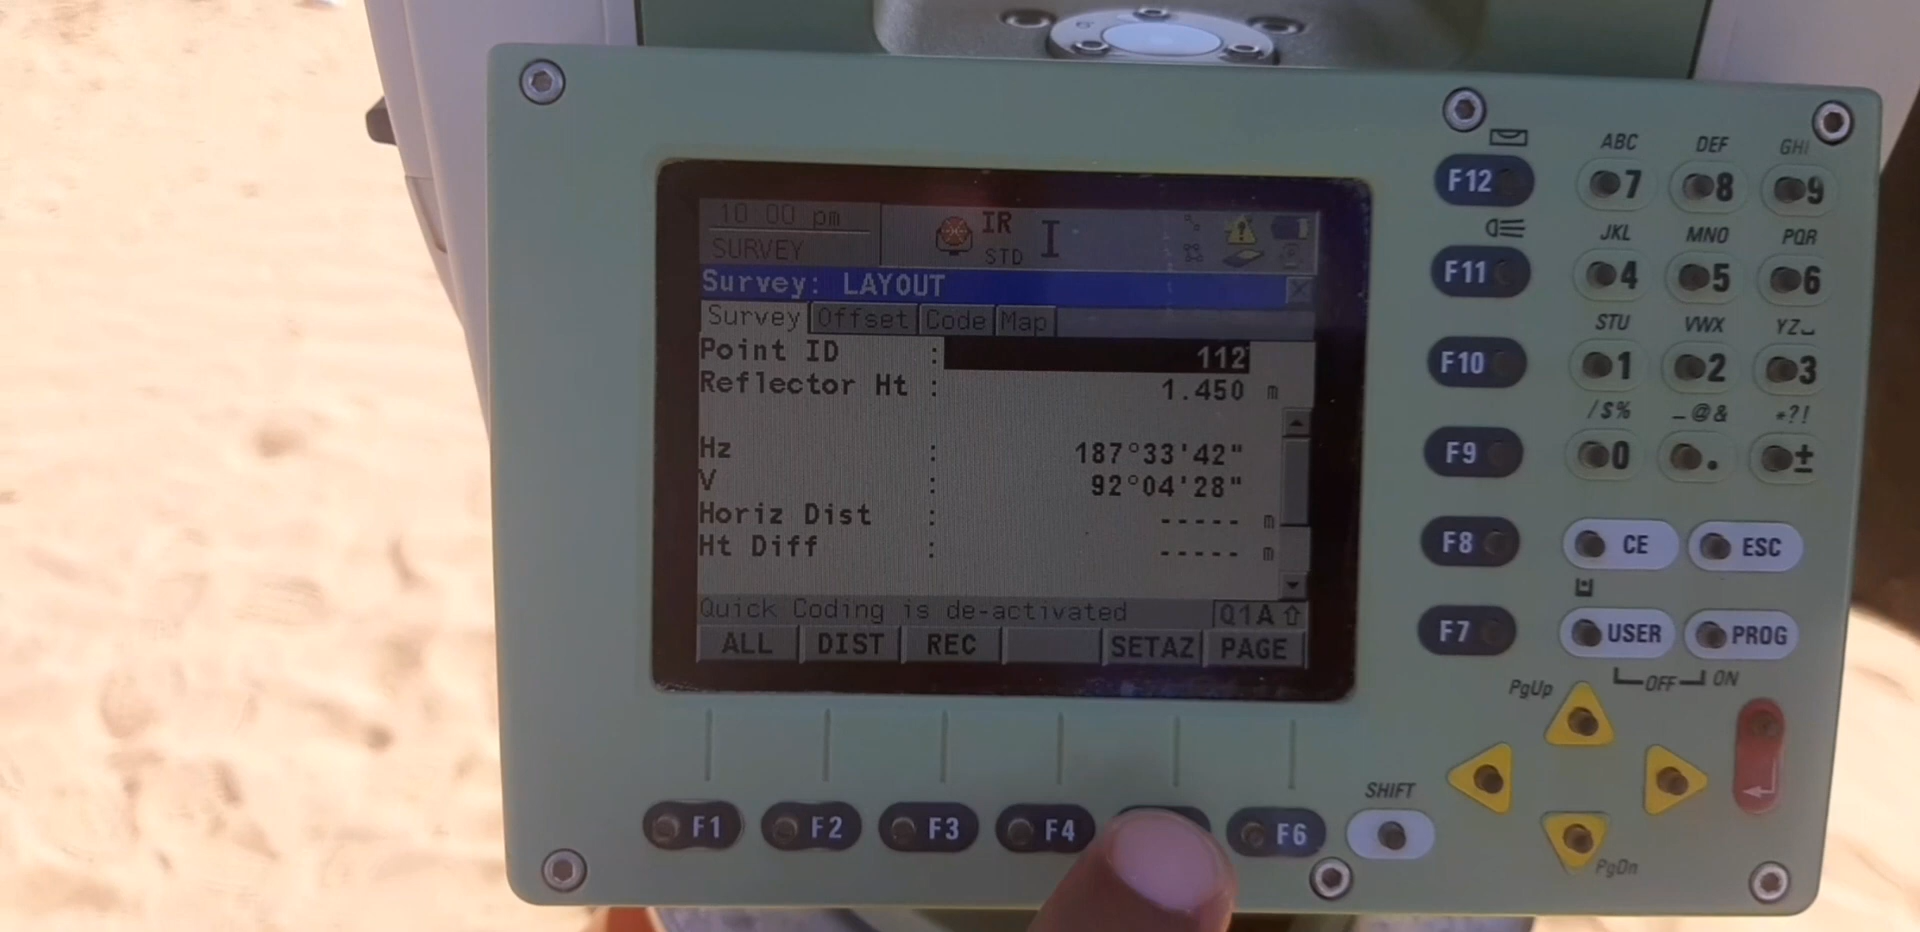 10 00 pm
SURVEY
IR
STD
I
Survey: LAYOUT
Survey Offset Code Map
Point ID : 112
Reflector Ht : 1.450 m
Hz : 187°33'42"
V : 92°04'28"
Horiz Dist : ----- m
Ht Diff : ----- m
Quick Coding is de-activated Q1A⇧
ALL DIST REC SETAZ PAGE
F1 F2 F3 F4 F6
SHIFT
F12
F11
F10
F9
F8
F7
ABC DEF GHI
7 8 9
JKL MNO PQR
4 5 6
STU VWX YZ⎵
1 2 3
/$% _@& *?!
0 . ±
CE ESC
USER PROG
OFF ON
PgUp
PgDn